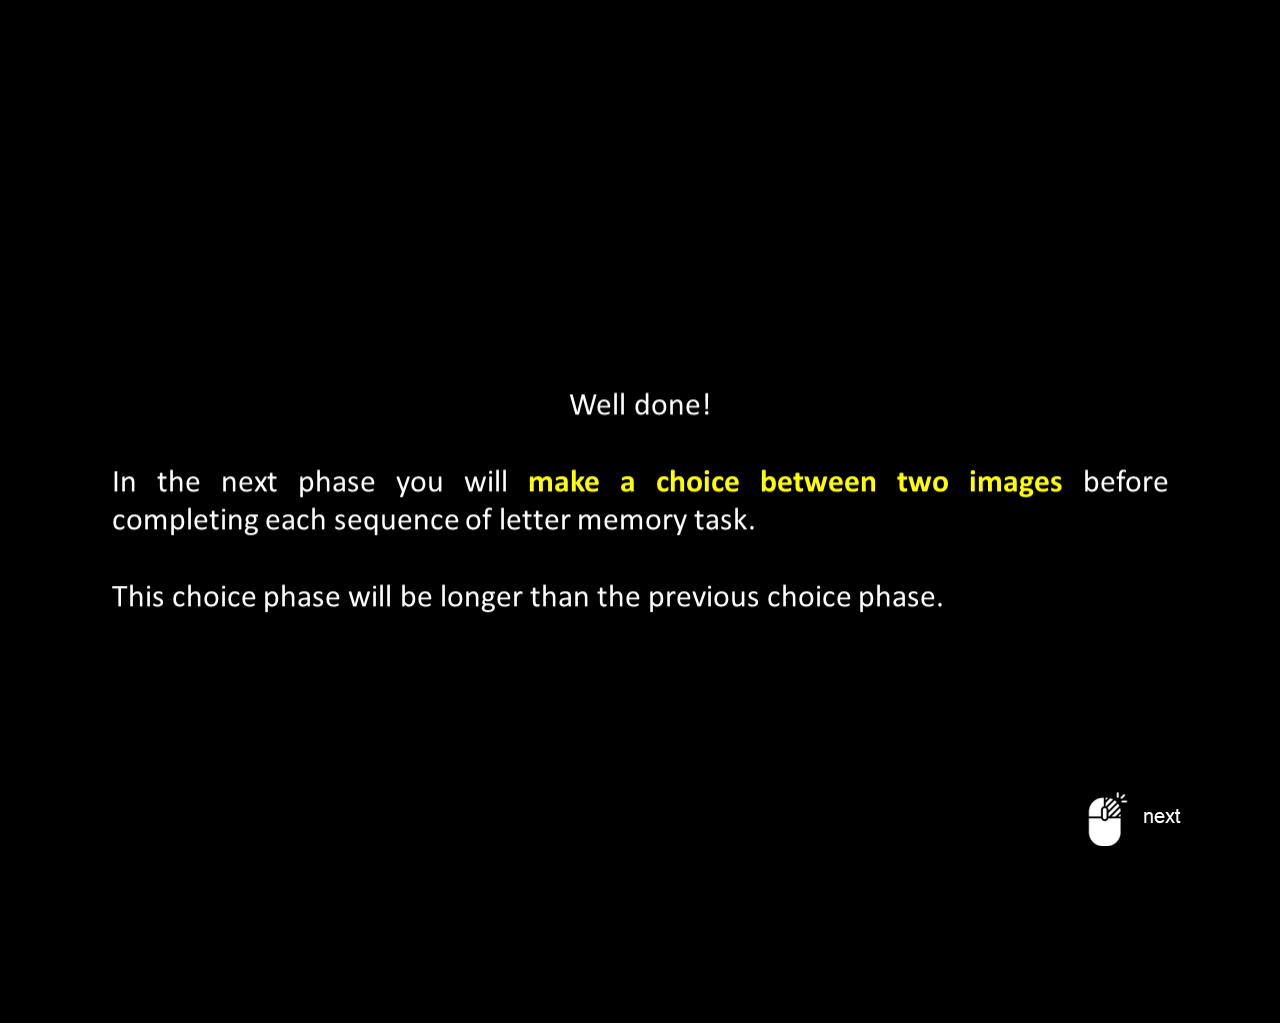 Well done!
In the next phase you will make a choice between two images before
completing each sequence of letter memory task.
This choice phase will be longer than the previous choice phase.
next